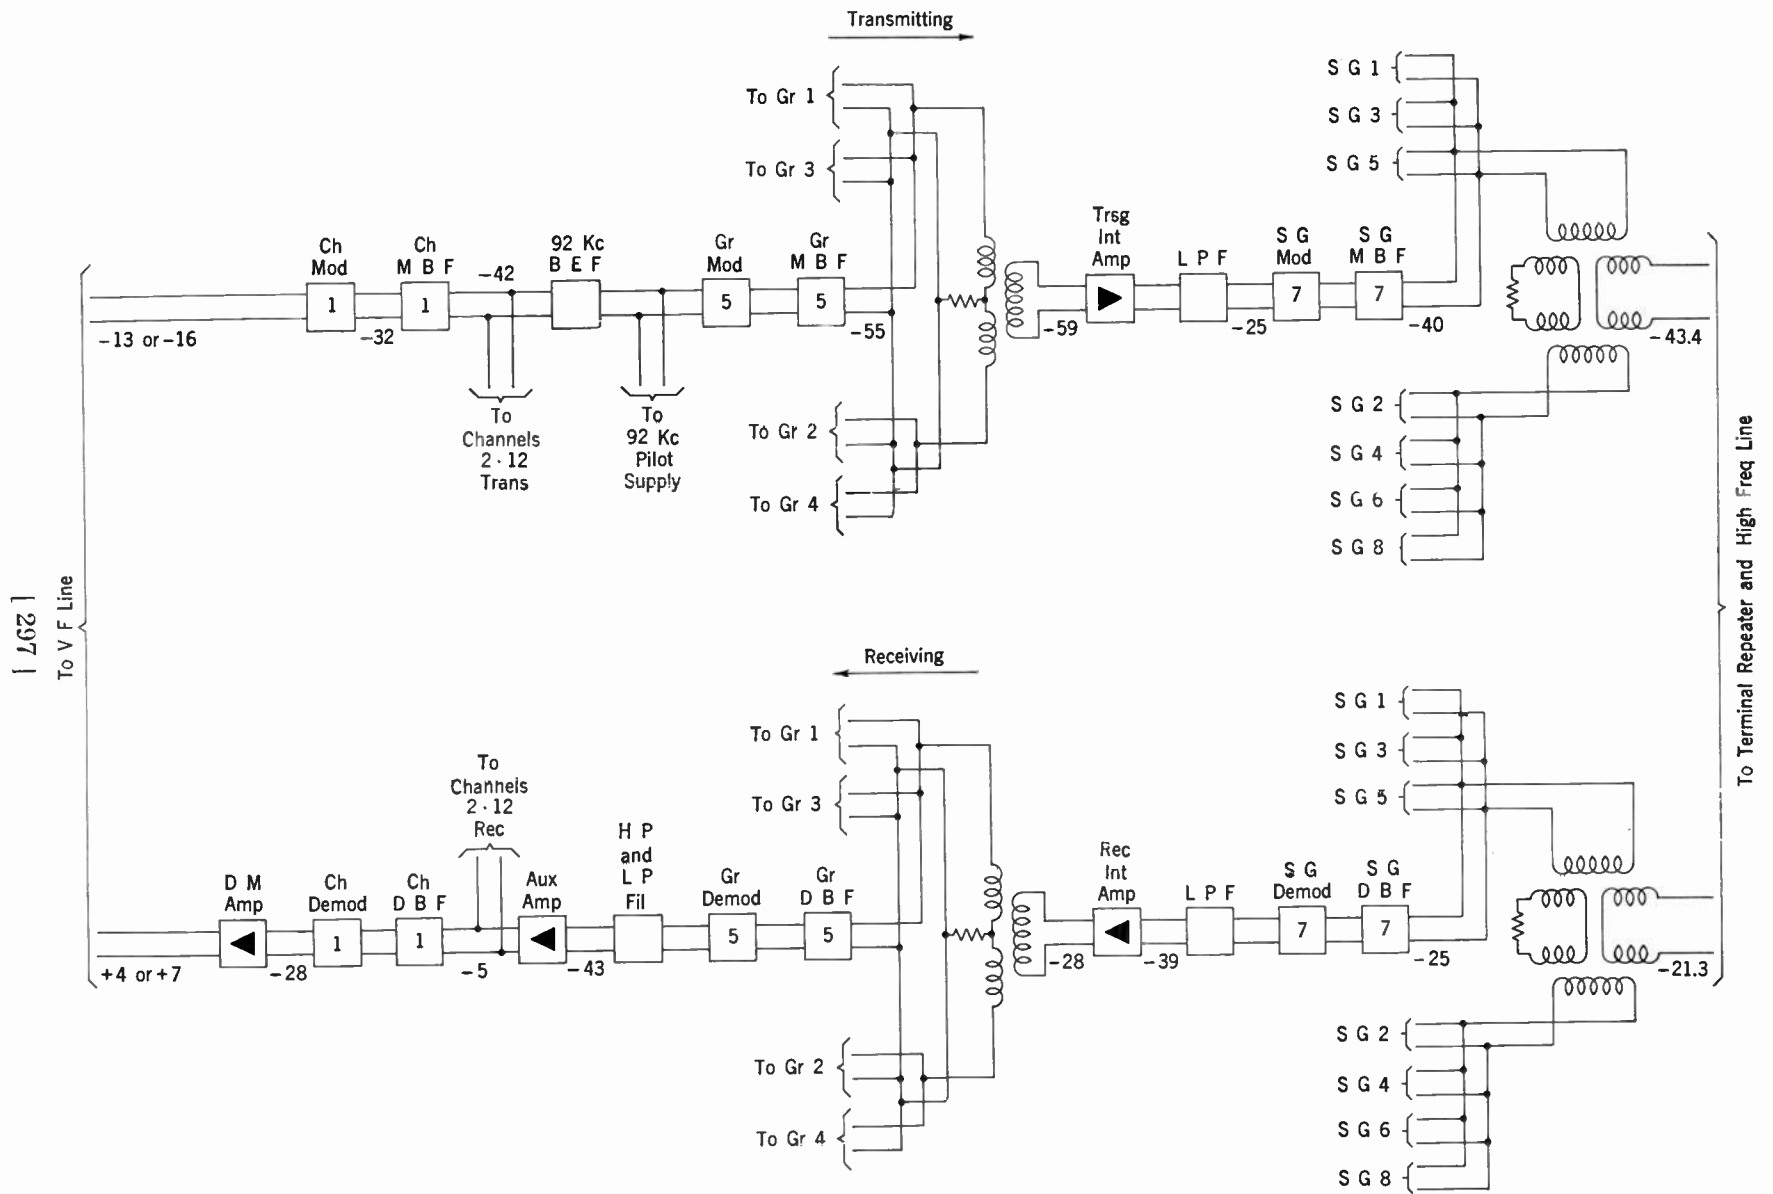 Transmitting
To Gr 1
To Gr 3
S G 1
S G 3
S G 5
Ch
Mod
1
Ch
M B F
1
-42
92 Kc
B E F
Gr
Mod
5
Gr
M B F
5
Trsg
Int
Amp
L P F
S G
Mod
7
S G
M B F
7
-13 or -16
-32
-55
-59
-25
-40
-43.4
To
Channels
2 · 12
Trans
To
92 Kc
Pilot
Supply
To Gr 2
To Gr 4
S G 2
S G 4
S G 6
S G 8
[297]
To V F Line
To Terminal Repeater and High Freq Line
Receiving
To Gr 1
To Gr 3
S G 1
S G 3
S G 5
To
Channels
2 · 12
Rec
D M
Amp
Ch
Demod
1
Ch
D B F
1
Aux
Amp
H P
and
L P
Fil
Gr
Demod
5
Gr
D B F
5
Rec
Int
Amp
L P F
S G
Demod
7
S G
D B F
7
+4 or +7
-28
-5
-43
-28
-39
-25
-21.3
To Gr 2
To Gr 4
S G 2
S G 4
S G 6
S G 8